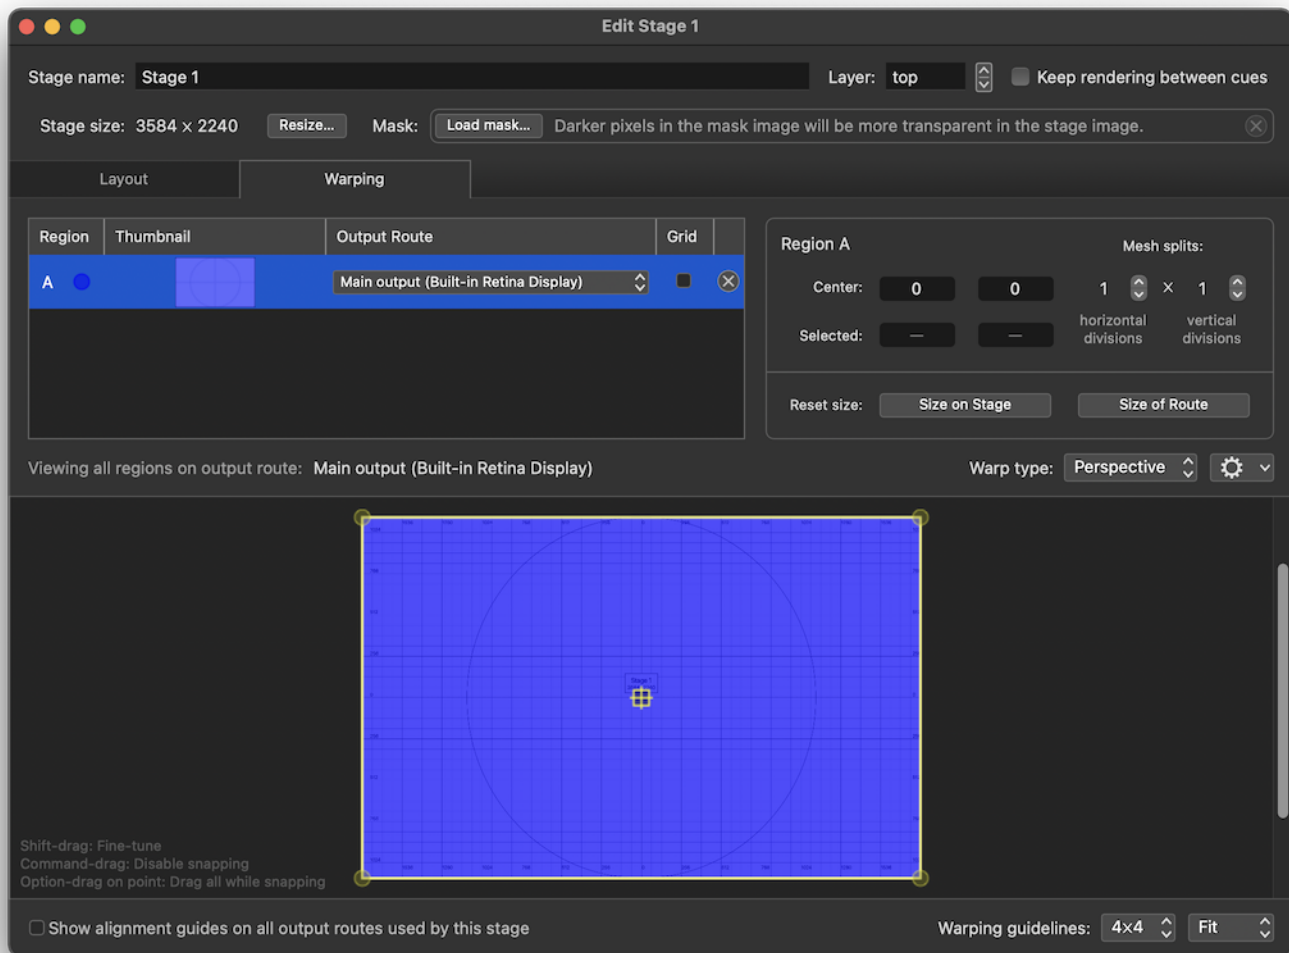 Edit Stage 1
Stage name: Stage 1 Layer: top Keep rendering between cues
Stage size: 3584 × 2240 Resize... Mask: Load mask... Darker pixels in the mask image will be more transparent in the stage image.
Layout Warping
Region Thumbnail Output Route Grid
A Main output (Built-in Retina Display)
Region A Mesh splits:
Center: 0 0 1 × 1
horizontal divisions vertical divisions
Selected: — —
Reset size: Size on Stage Size of Route
Viewing all regions on output route: Main output (Built-in Retina Display) Warp type: Perspective
Stage 1
Shift-drag: Fine-tune
Command-drag: Disable snapping
Option-drag on point: Drag all while snapping
Show alignment guides on all output routes used by this stage Warping guidelines: 4×4 Fit